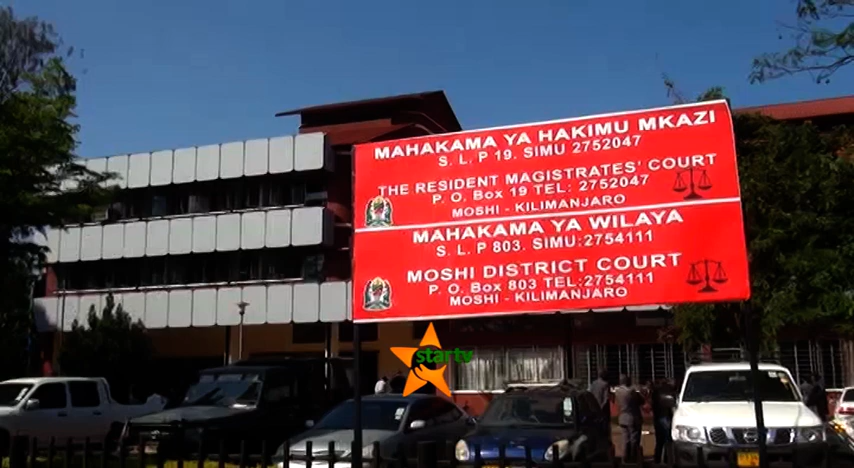 MAHAKAMA YA HAKIMU MKAZI
S. L. P 19. SIMU 2752047
THE RESIDENT MAGISTRATES' COURT
P. O. Box 19 TEL: 2752047
MOSHI - KILIMANJARO
MAHAKAMA YA WILAYA
S. L. P 803. SIMU:2754111
MOSHI DISTRICT COURT
P. O. Box 803 TEL:2754111
MOSHI - KILIMANJARO
startv